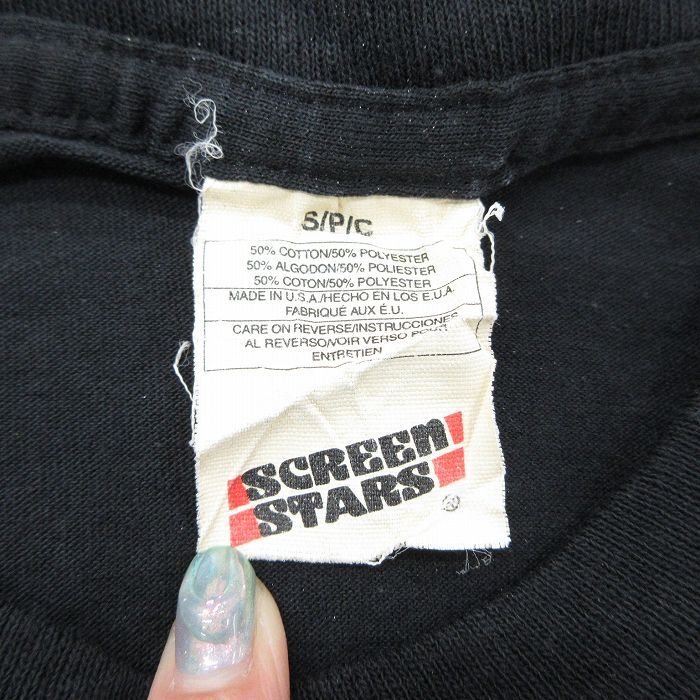 S/P/C
50% COTTON/50% POLYESTER
50% ALGODON/50% POLIESTER
50% COTON/50% POLYESTER
MADE IN U.S.A./HECHO EN LOS E.U.A.
FABRIQUÉ AUX É.U.
CARE ON REVERSE/INSTRUCCIONES
AL REVERSO/VOIR VERSO POUR
ENTRETIEN
SCREEN
STARS
®